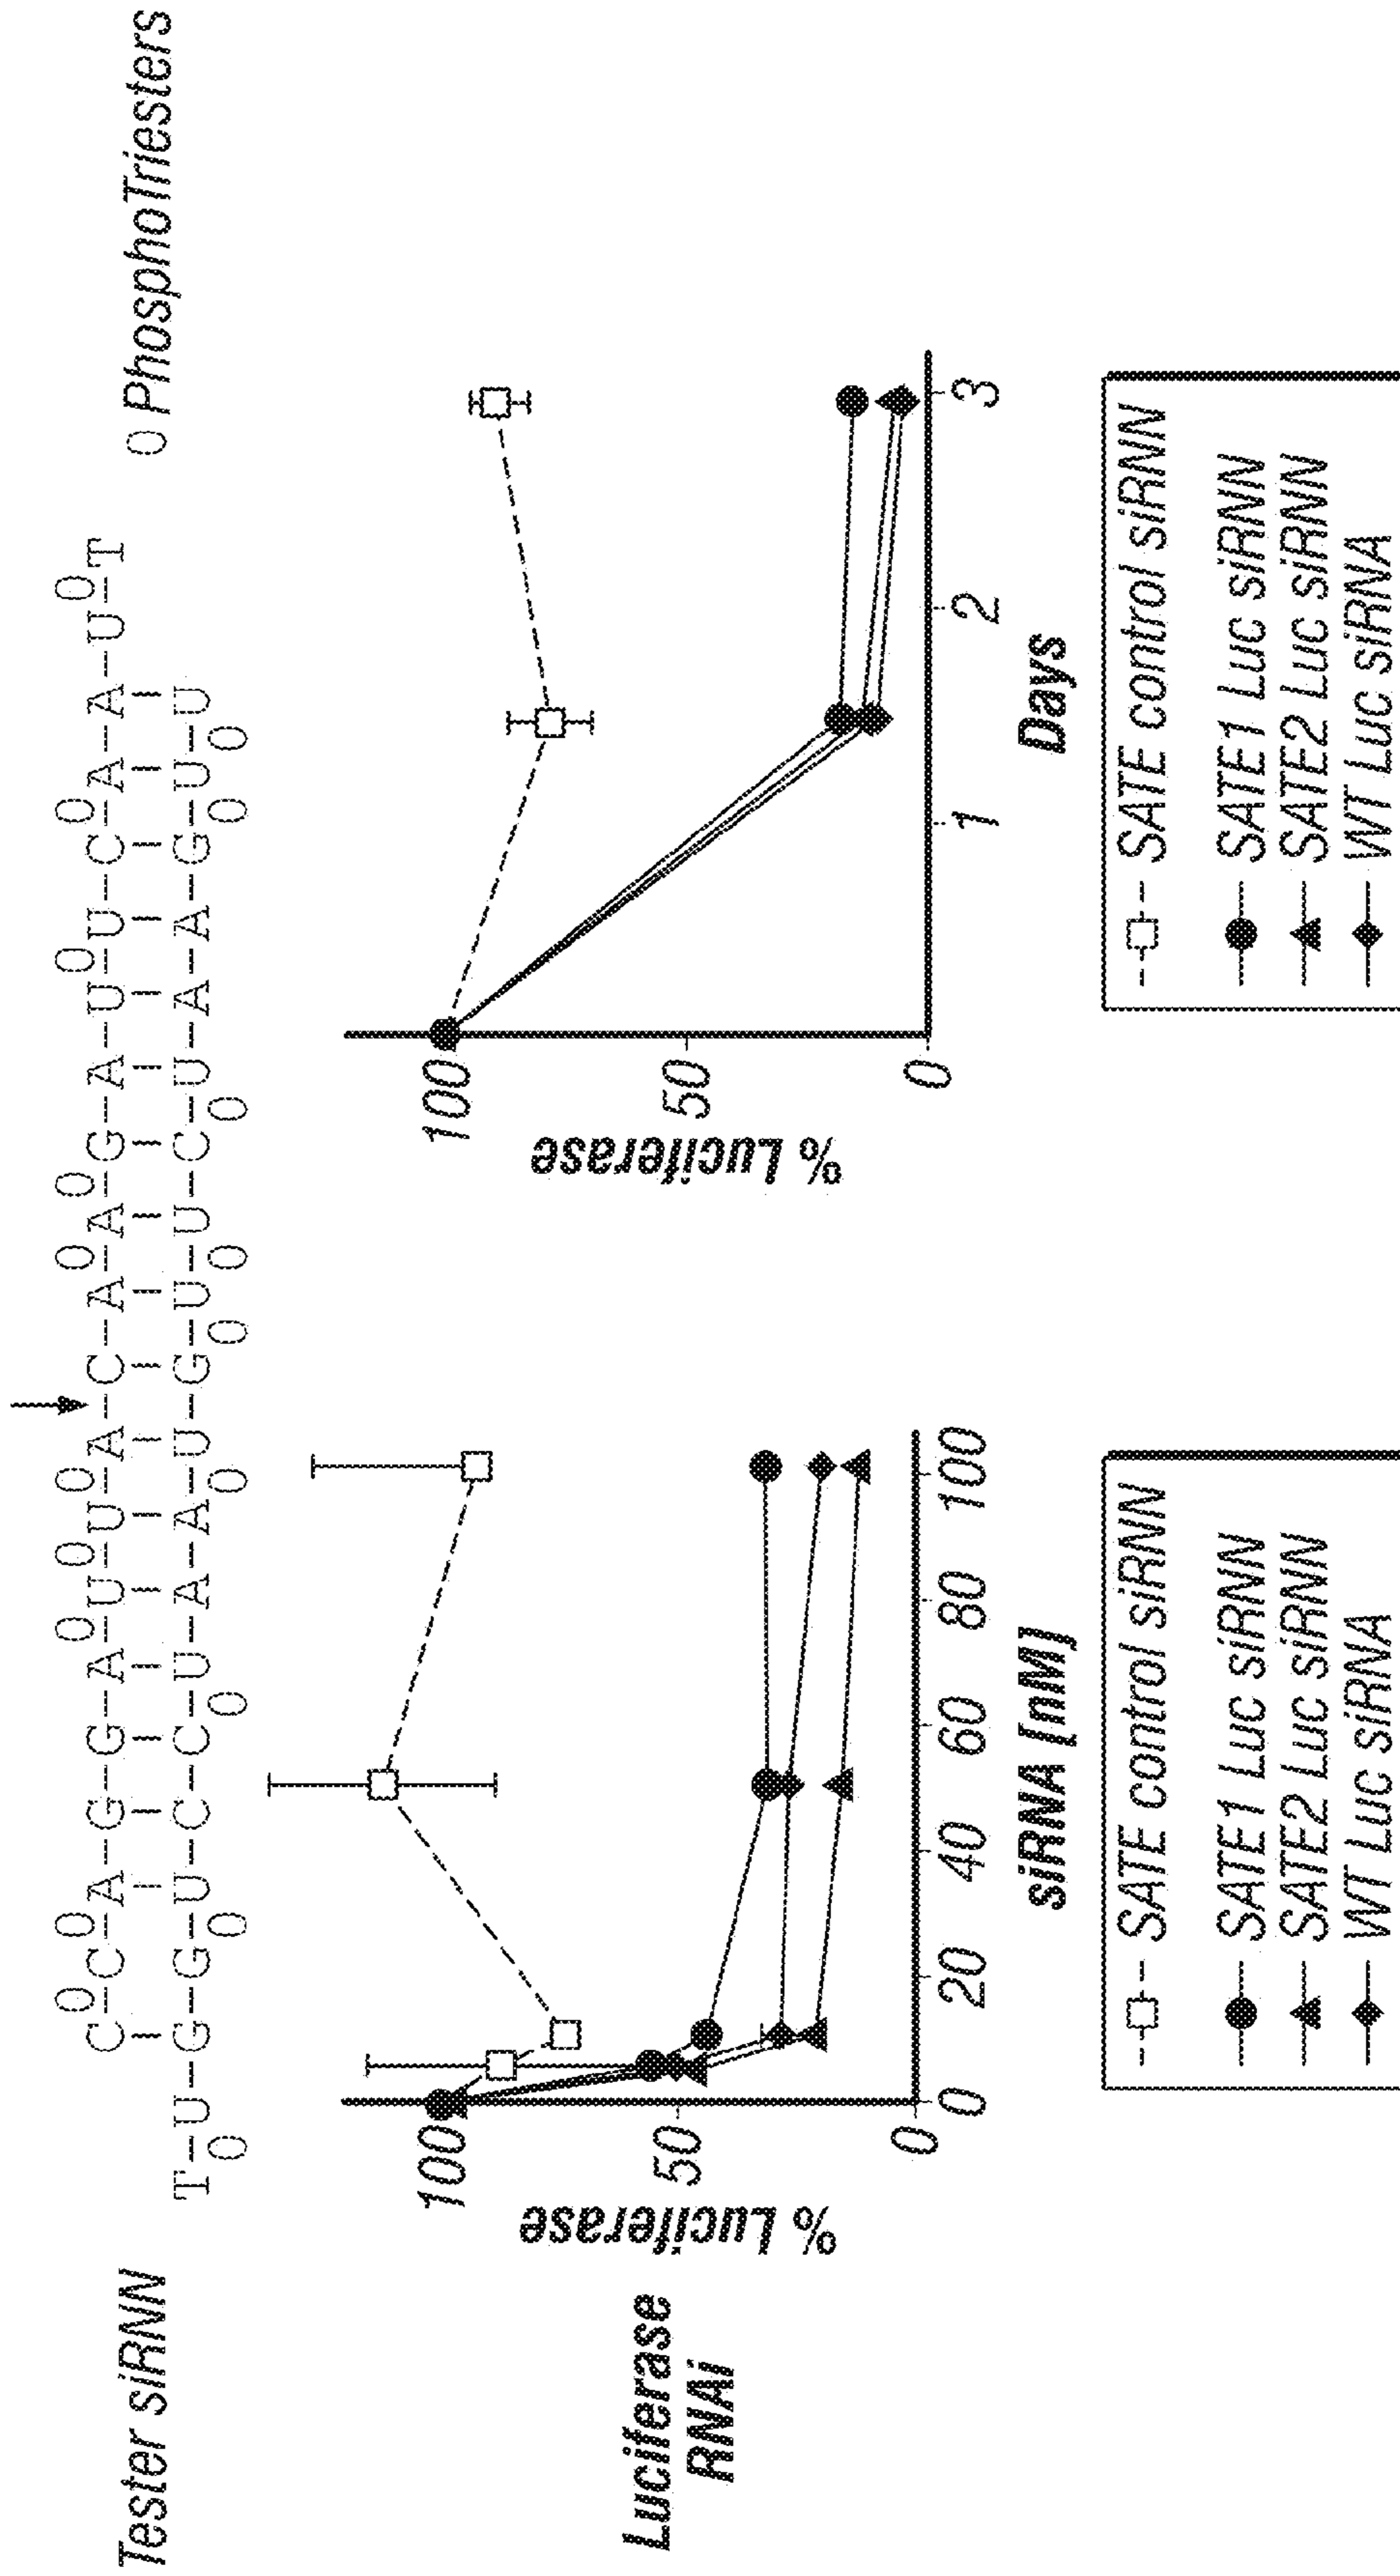 Tester siRNN
O O O O O O O O O O
C-C-A-G-G-A-U-U-A-C-A-A-G-A-U-U-C-A-A-U-T
T-U-G-G-U-C-C-U-A-A-U-G-U-U-C-U-A-A-G-U-U
O O O O O O O O O
O PhosphoTriesters
Luciferase
RNAi
% Luciferase
100
50
0
0 20 40 60 80 100
siRNA [nM]
SATE control siRNN
SATE1 Luc siRNN
SATE2 Luc siRNN
WT Luc siRNA
% Luciferase
100
50
0
1 2 3
Days
SATE control siRNN
SATE1 Luc siRNN
SATE2 Luc siRNN
WT Luc siRNA